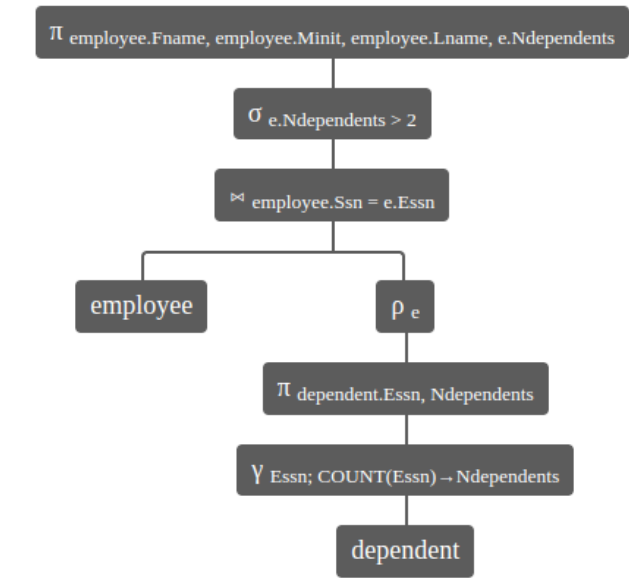 π employee.Fname, employee.Minit, employee.Lname, e.Ndependents
σ e.Ndependents > 2
⋈ employee.Ssn = e.Essn
employee
ρ e
π dependent.Essn, Ndependents
γ Essn; COUNT(Essn)→Ndependents
dependent